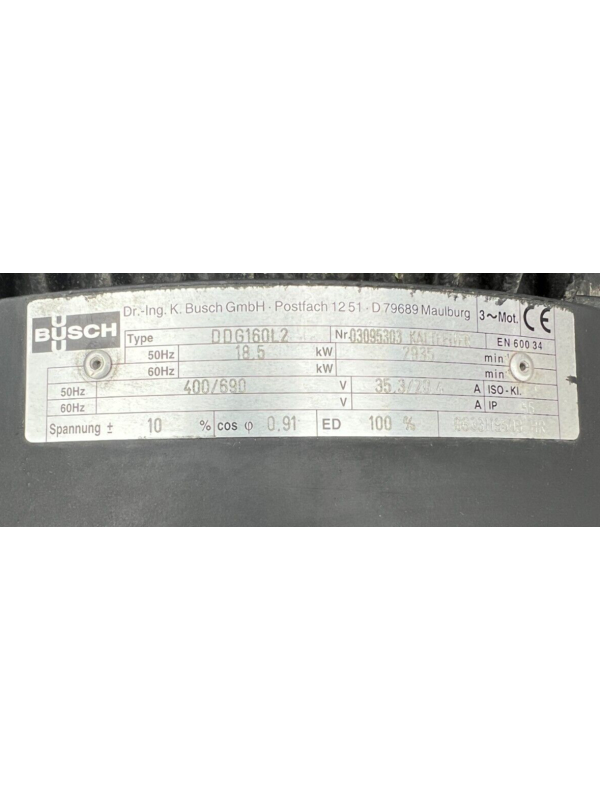 BUSCH
Dr.-Ing. K. Busch GmbH · Postfach 12 51 · D 79689 Maulburg
3~Mot. CE
Type DDG160L2 Nr. 03095303 EN 600 34
50Hz 18.5 kW 2935 min
60Hz kW min
50Hz 400/690 V 35.3/ A ISO-Kl.
60Hz V A IP
Spannung ± 10 % cos φ 0.91 ED 100 %